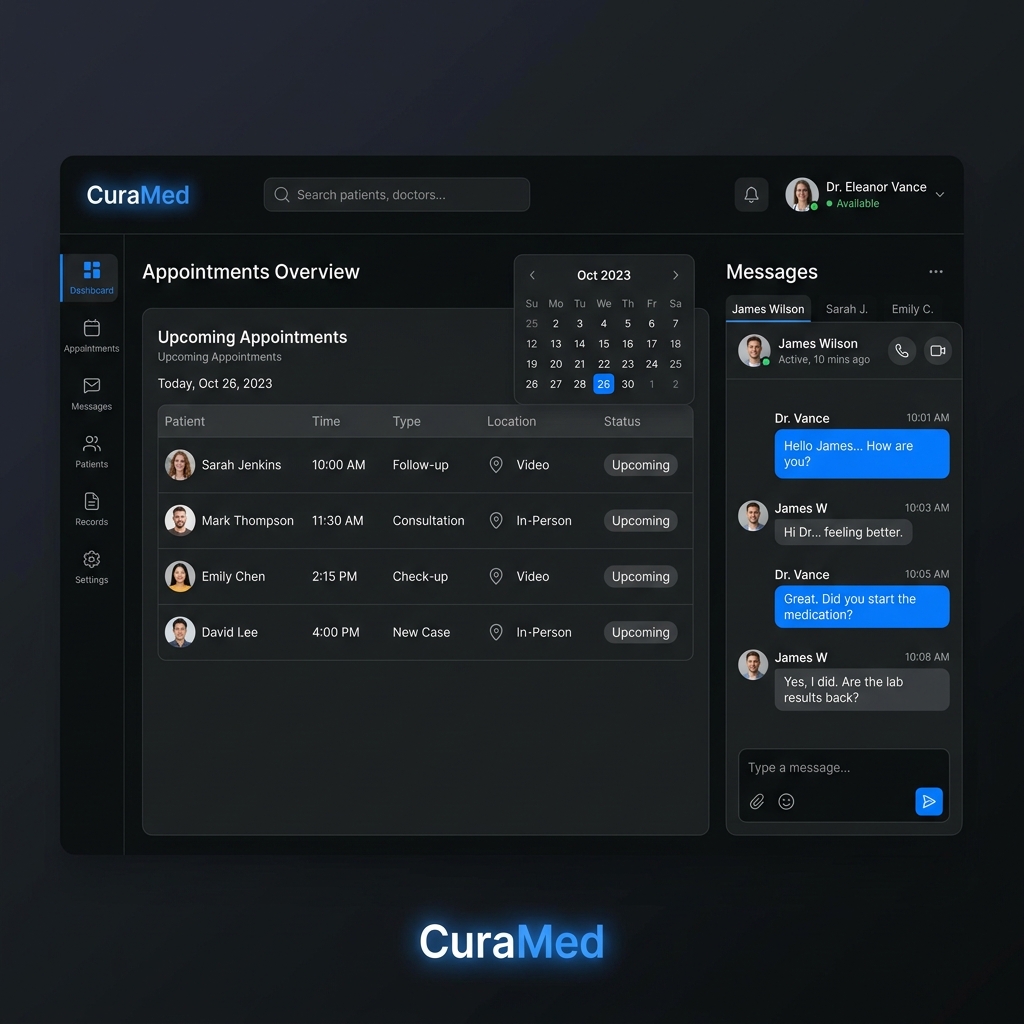 CuraMed
Search patients, doctors...
Dr. Eleanor Vance
Available
Dsshbcard
Appointments
Messages
Patients
Records
Settings
Appointments Overview
Oct 2023
Su Mo Tu We Th Fr Sa
25 2 3 4 5 6 7
12 13 14 15 16 17 18
19 20 21 22 23 24 25
26 27 28 26 30 1 2
Upcoming Appointments
Upcoming Appointments
Today, Oct 26, 2023
Patient Time Type Location Status
Sarah Jenkins 10:00 AM Follow-up Video Upcoming
Mark Thompson 11:30 AM Consultation In-Person Upcoming
Emily Chen 2:15 PM Check-up Video Upcoming
David Lee 4:00 PM New Case In-Person Upcoming
Messages
James Wilson Sarah J. Emily C.
James Wilson
Active, 10 mins ago
Dr. Vance 10:01 AM
Hello James... How are
you?
James W 10:03 AM
Hi Dr... feeling better.
Dr. Vance 10:05 AM
Great. Did you start the
medication?
James W 10:08 AM
Yes, I did. Are the lab
results back?
Type a message...
CuraMed